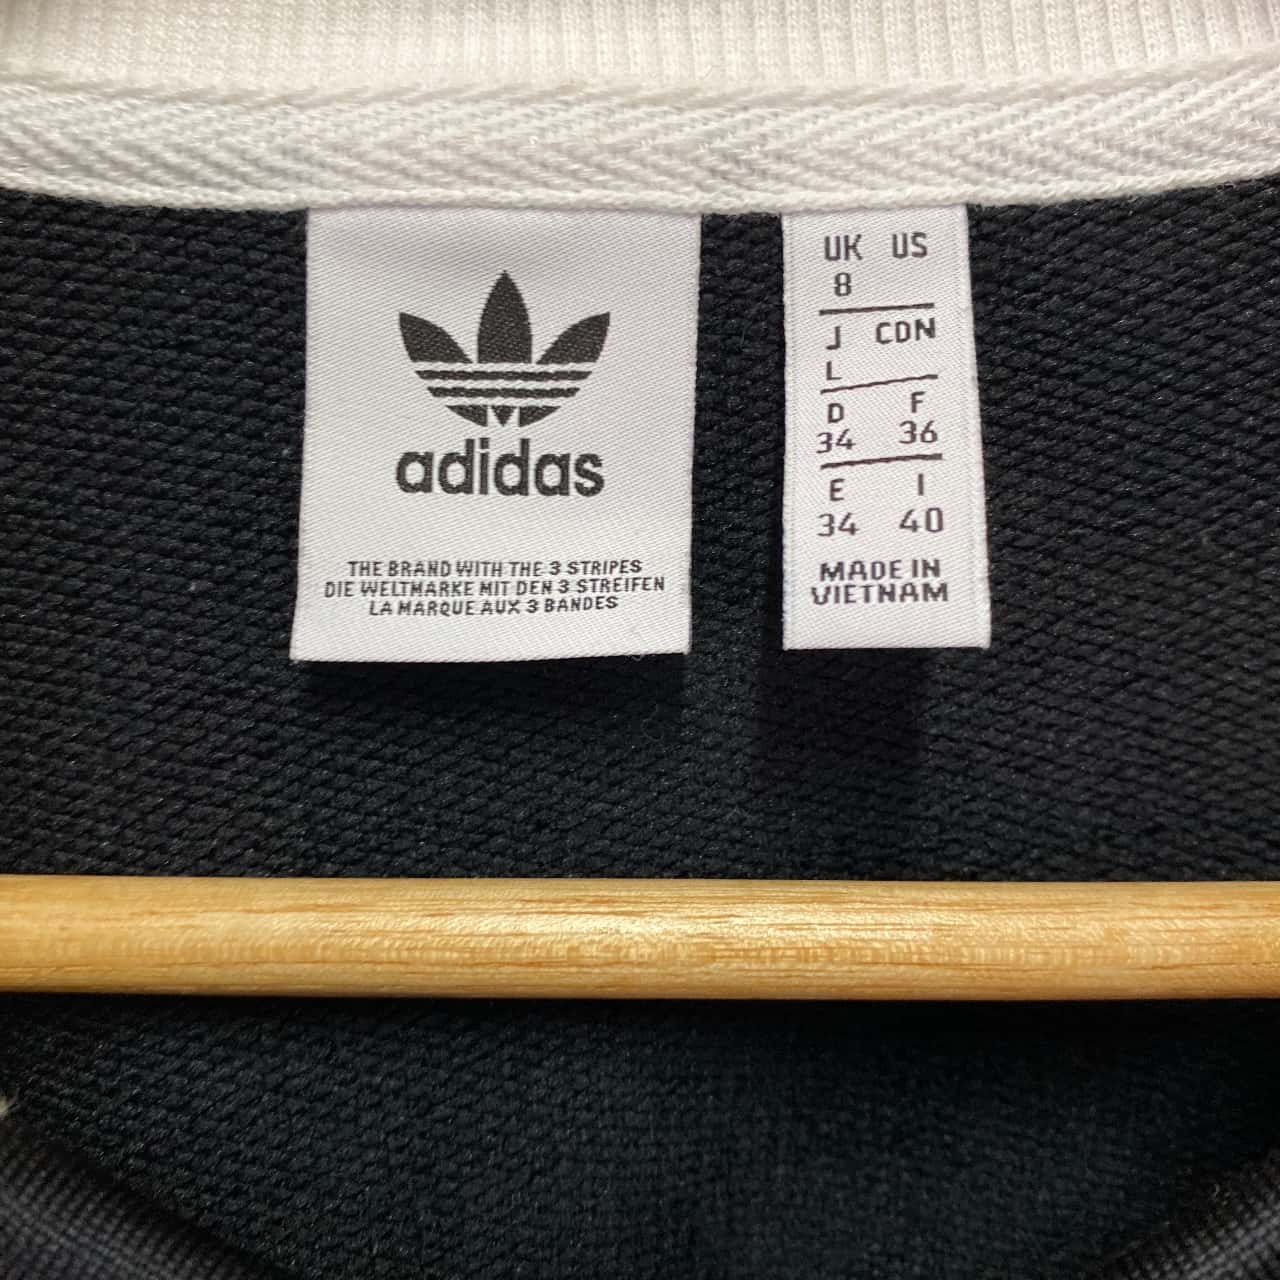 adidas
THE BRAND WITH THE 3 STRIPES
DIE WELTMARKE MIT DEN 3 STREIFEN
LA MARQUE AUX 3 BANDES
UK US
8
J CDN
L
D F
34 36
E I
34 40
MADE IN
VIETNAM